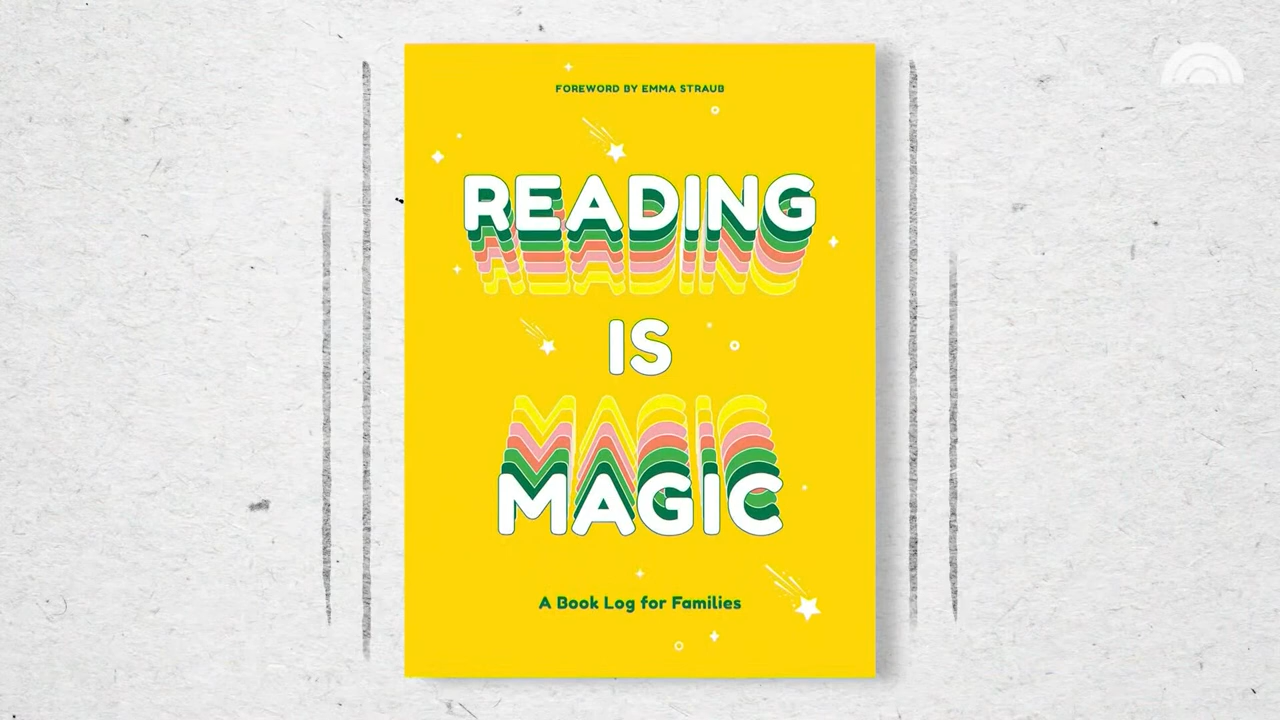 FOREWORD BY EMMA STRAUB
READING
IS
MAGIC
A Book Log for Families